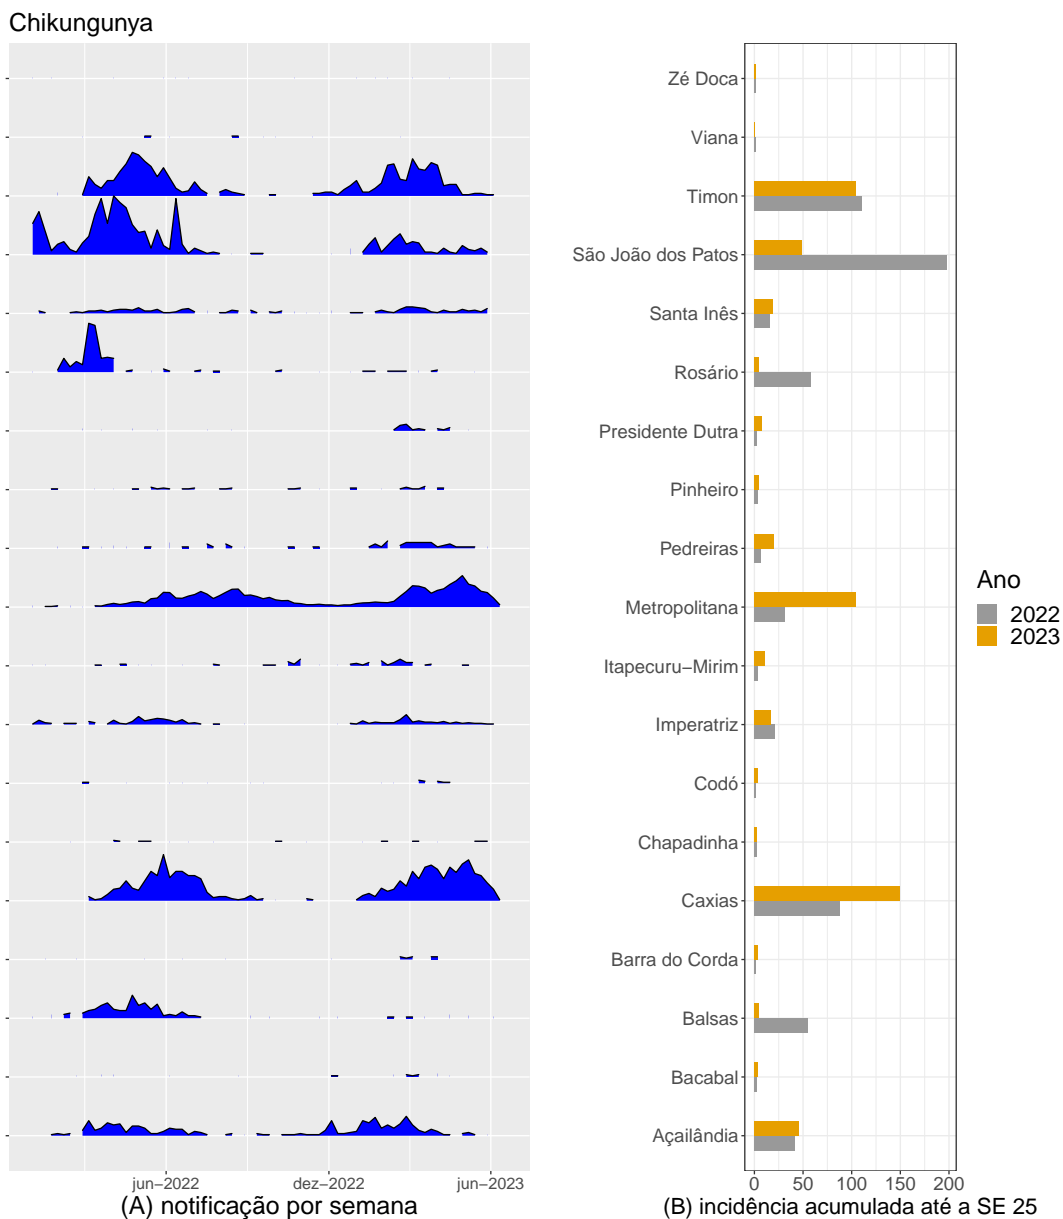 Chikungunya
Zé Doca
Viana
Timon
São João dos Patos
Santa Inês
Rosário
Presidente Dutra
Pinheiro
Pedreiras
Metropolitana
Itapecuru−Mirim
Imperatriz
Codó
Chapadinha
Caxias
Barra do Corda
Balsas
Bacabal
Açailândia
Ano
2022
2023
jun−2022 dez−2022 jun−2023
0 50 100 150 200
(A) notificação por semana
(B) incidência acumulada até a SE 25